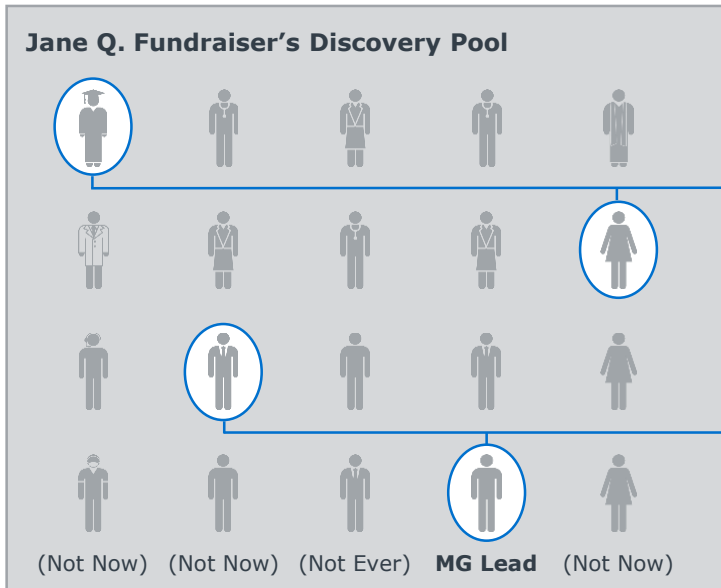 Jane Q. Fundraiser’s Discovery Pool
(Not Now) (Not Now) (Not Ever) MG Lead (Not Now)